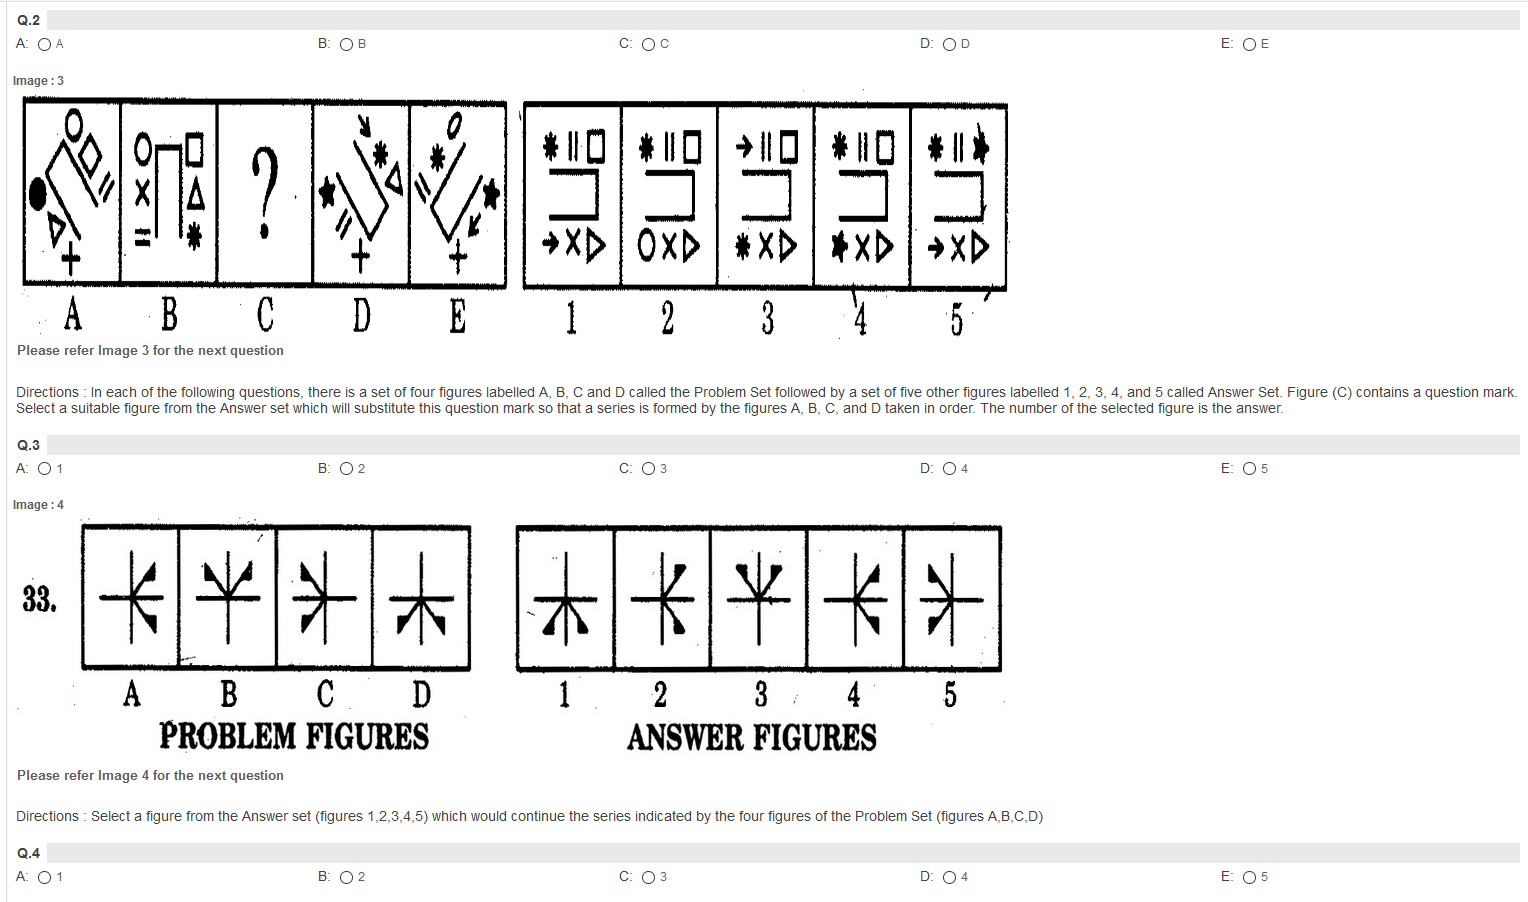 Q.2
A: A B: B C: C D: D E: E
Image : 3
?
A B C D E 1 2 3 4 5
Please refer Image 3 for the next question
Directions : In each of the following questions, there is a set of four figures labelled A, B, C and D called the Problem Set followed by a set of five other figures labelled 1, 2, 3, 4, and 5 called Answer Set. Figure (C) contains a question mark.
Select a suitable figure from the Answer set which will substitute this question mark so that a series is formed by the figures A, B, C, and D taken in order. The number of the selected figure is the answer.
Q.3
A: 1 B: 2 C: 3 D: 4 E: 5
Image : 4
33.
A B C D 1 2 3 4 5
PROBLEM FIGURES ANSWER FIGURES
Please refer Image 4 for the next question
Directions : Select a figure from the Answer set (figures 1,2,3,4,5) which would continue the series indicated by the four figures of the Problem Set (figures A,B,C,D)
Q.4
A: 1 B: 2 C: 3 D: 4 E: 5